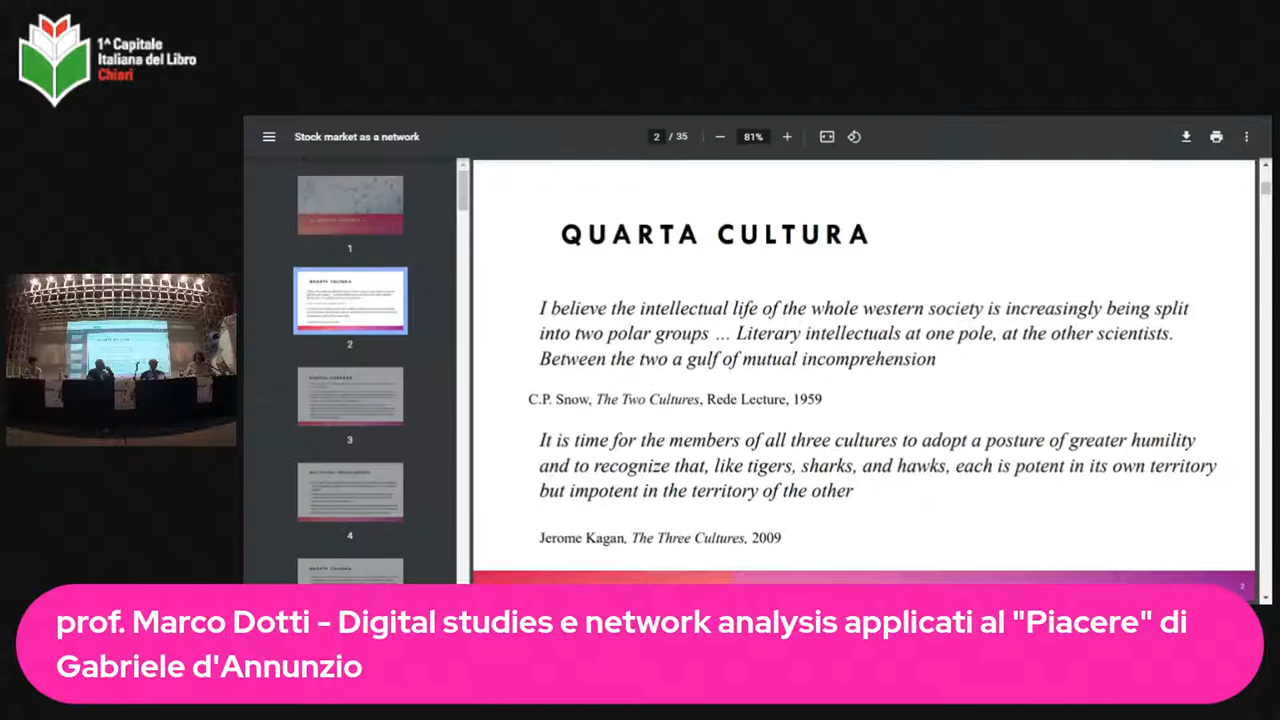 1^ Capitale
Italiana del Libro
Chiari
Stock market as a network
2 / 35
81%
1
QUARTA CULTURA
2
3
4
QUARTA CULTURA
QUARTA CULTURA
I believe the intellectual life of the whole western society is increasingly being split
into two polar groups … Literary intellectuals at one pole, at the other scientists.
Between the two a gulf of mutual incomprehension
C.P. Snow, The Two Cultures, Rede Lecture, 1959
It is time for the members of all three cultures to adopt a posture of greater humility
and to recognize that, like tigers, sharks, and hawks, each is potent in its own territory
but impotent in the territory of the other
Jerome Kagan, The Three Cultures, 2009
2
prof. Marco Dotti - Digital studies e network analysis applicati al "Piacere" di
Gabriele d'Annunzio